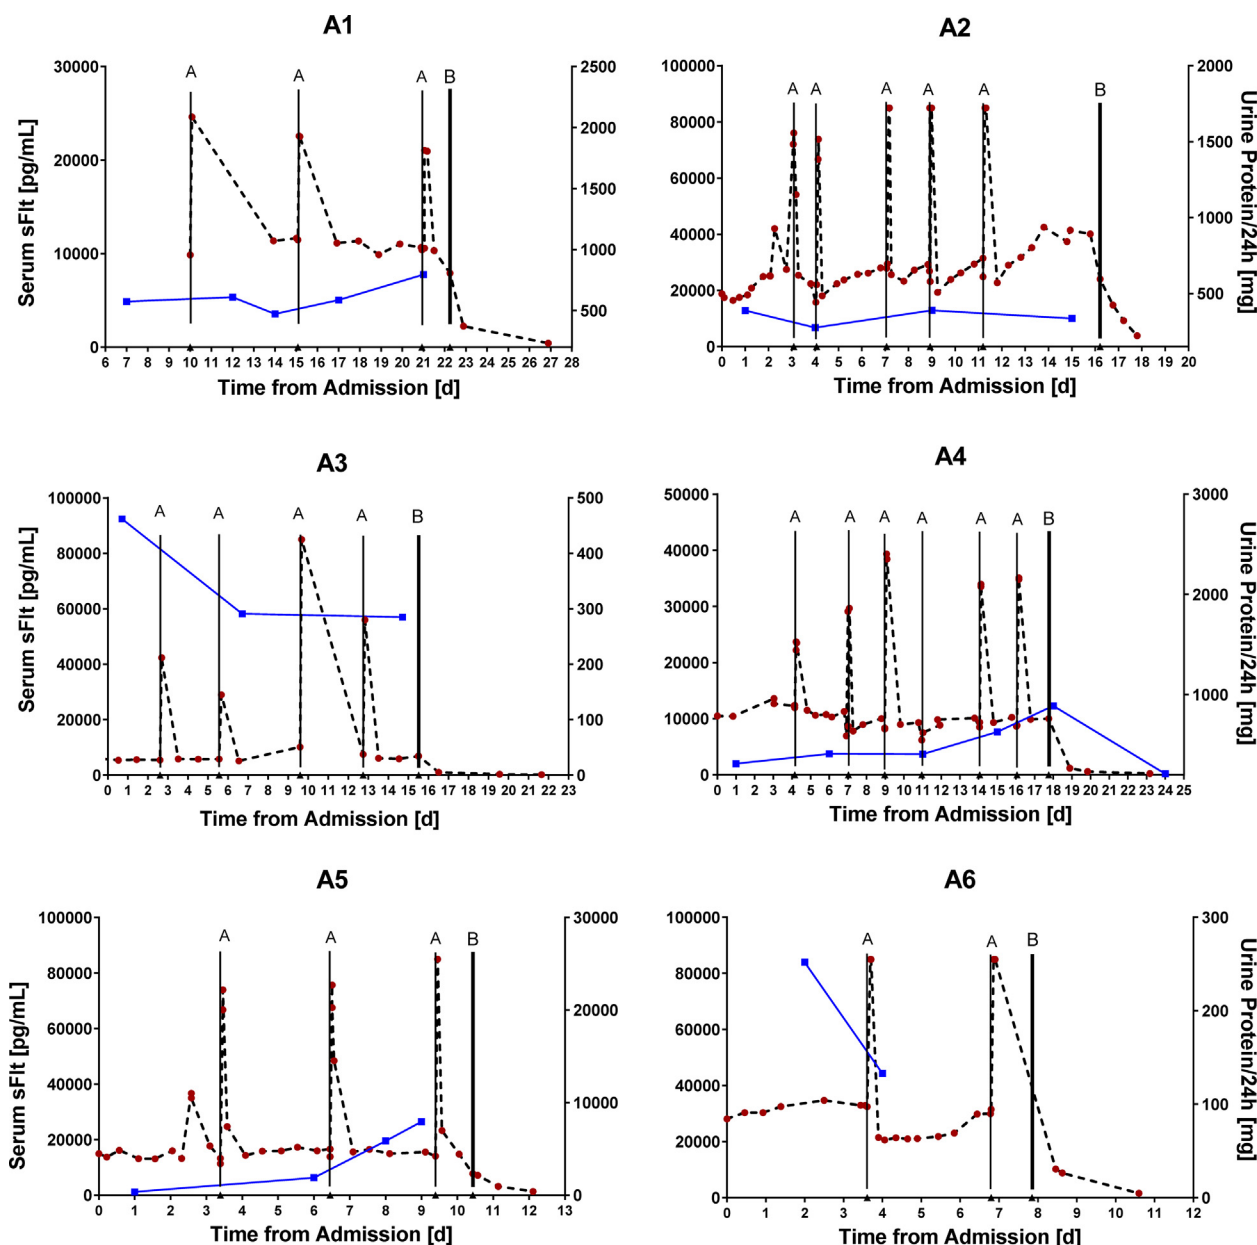 A1
A2
30000
25000
20000
15000
10000
5000
0
Serum sFlt [pg/mL]
A A A B
2500
2000
1500
1000
500
6 7 8 9 10 11 12 13 14 15 16 17 18 19 20 21 22 23 24 25 26 27 28
Time from Admission [d]
100000
80000
60000
40000
20000
0
A A A A A B
2000
1500
1000
500
Urine Protein/24h [mg]
0 1 2 3 4 5 6 7 8 9 10 11 12 13 14 15 16 17 18 19 20
Time from Admission [d]
A3
A4
100000
80000
60000
40000
20000
0
Serum sFlt [pg/mL]
A A A A B
500
400
300
200
100
0
0 1 2 3 4 5 6 7 8 9 10 11 12 13 14 15 16 17 18 19 20 21 22 23
Time from Admission [d]
50000
40000
30000
20000
10000
0
A A A A A A B
3000
2000
1000
Urine Protein/24h [mg]
0 1 2 3 4 5 6 7 8 9 10 11 12 13 14 15 16 17 18 19 20 21 22 23 24 25
Time from Admission [d]
A5
A6
100000
80000
60000
40000
20000
0
Serum sFlt [pg/mL]
A A A B
30000
20000
10000
0
0 1 2 3 4 5 6 7 8 9 10 11 12 13
Time from Admission [d]
100000
80000
60000
40000
20000
0
A A B
300
200
100
0
Urine Protein/24h [mg]
0 1 2 3 4 5 6 7 8 9 10 11 12
Time from Admission [d]